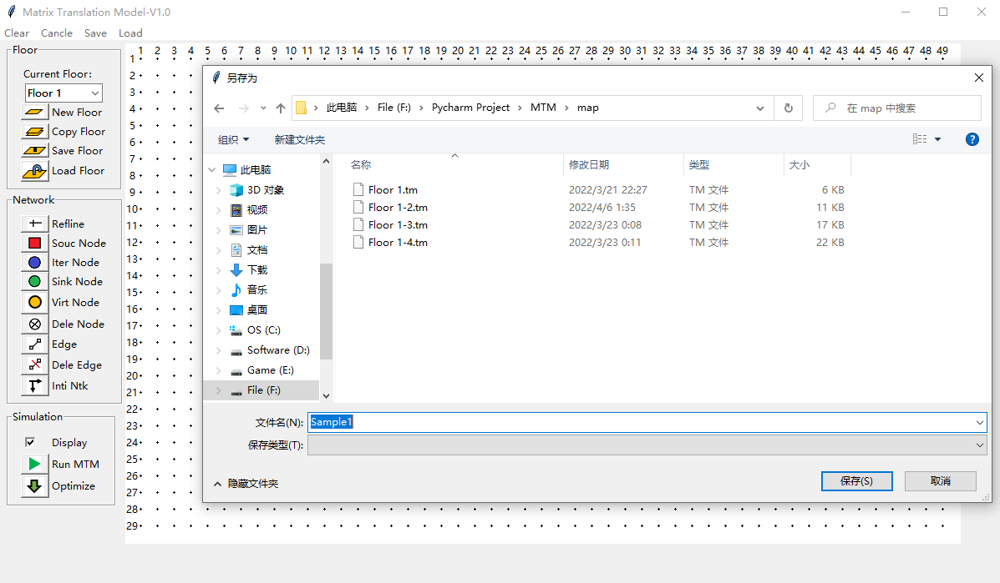 Matrix Translation Model-V1.0
Clear Cancle Save Load
Floor
Current Floor:
Floor 1
New Floor
Copy Floor
Save Floor
Load Floor
Network
Refline
Souc Node
Iter Node
Sink Node
Virt Node
Dele Node
Edge
Dele Edge
Inti Ntk
Simulation
Display
Run MTM
Optimize
1 2 3 4 5 6 7 8 9 10 11 12 13 14 15 16 17 18 19 20 21 22 23 24 25 26 27 28 29 30 31 32 33 34 35 36 37 38 39 40 41 42 43 44 45 46 47 48 49
1
2
3
4
5
6
7
8
9
10
11
12
13
14
15
16
17
18
19
20
21
22
23
24
25
26
27
28
29
另存为
此电脑 › File (F:) › Pycharm Project › MTM › map
在 map 中搜索
组织 新建文件夹
此电脑
3D 对象
视频
图片
文档
下载
音乐
桌面
OS (C:)
Software (D:)
Game (E:)
File (F:)
名称 修改日期 类型 大小
Floor 1.tm 2022/3/21 22:27 TM 文件 6 KB
Floor 1-2.tm 2022/4/6 1:35 TM 文件 11 KB
Floor 1-3.tm 2022/3/23 0:08 TM 文件 17 KB
Floor 1-4.tm 2022/3/23 0:11 TM 文件 22 KB
文件名(N): Sample1
保存类型(T):
隐藏文件夹
保存(S) 取消